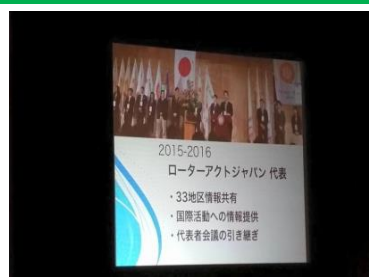 2015-2016
ローターアクトジャパン 代表
・33地区情報共有
・国際活動への情報提供
・代表者会議の引き継ぎ